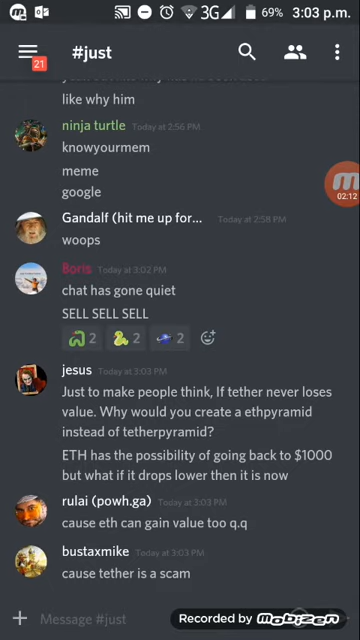 3G 69% 3:03 p.m.
#just
21
like why him
02:12
ninja turtle Today at 2:56 PM
knowyourmem
meme
google
Gandalf (hit me up for... Today at 2:58 PM
woops
Boris Today at 3:02 PM
chat has gone quiet
SELL SELL SELL
2 2 2
jesus Today at 3:03 PM
Just to make people think, If tether never loses
value. Why would you create a ethpyramid
instead of tetherpyramid?
ETH has the possibility of going back to $1000
but what if it drops lower then it is now
rulai (powh.ga) Today at 3:03 PM
cause eth can gain value too q.q
bustaxmike Today at 3:03 PM
cause tether is a scam
Message #just
Recorded by Mobizen